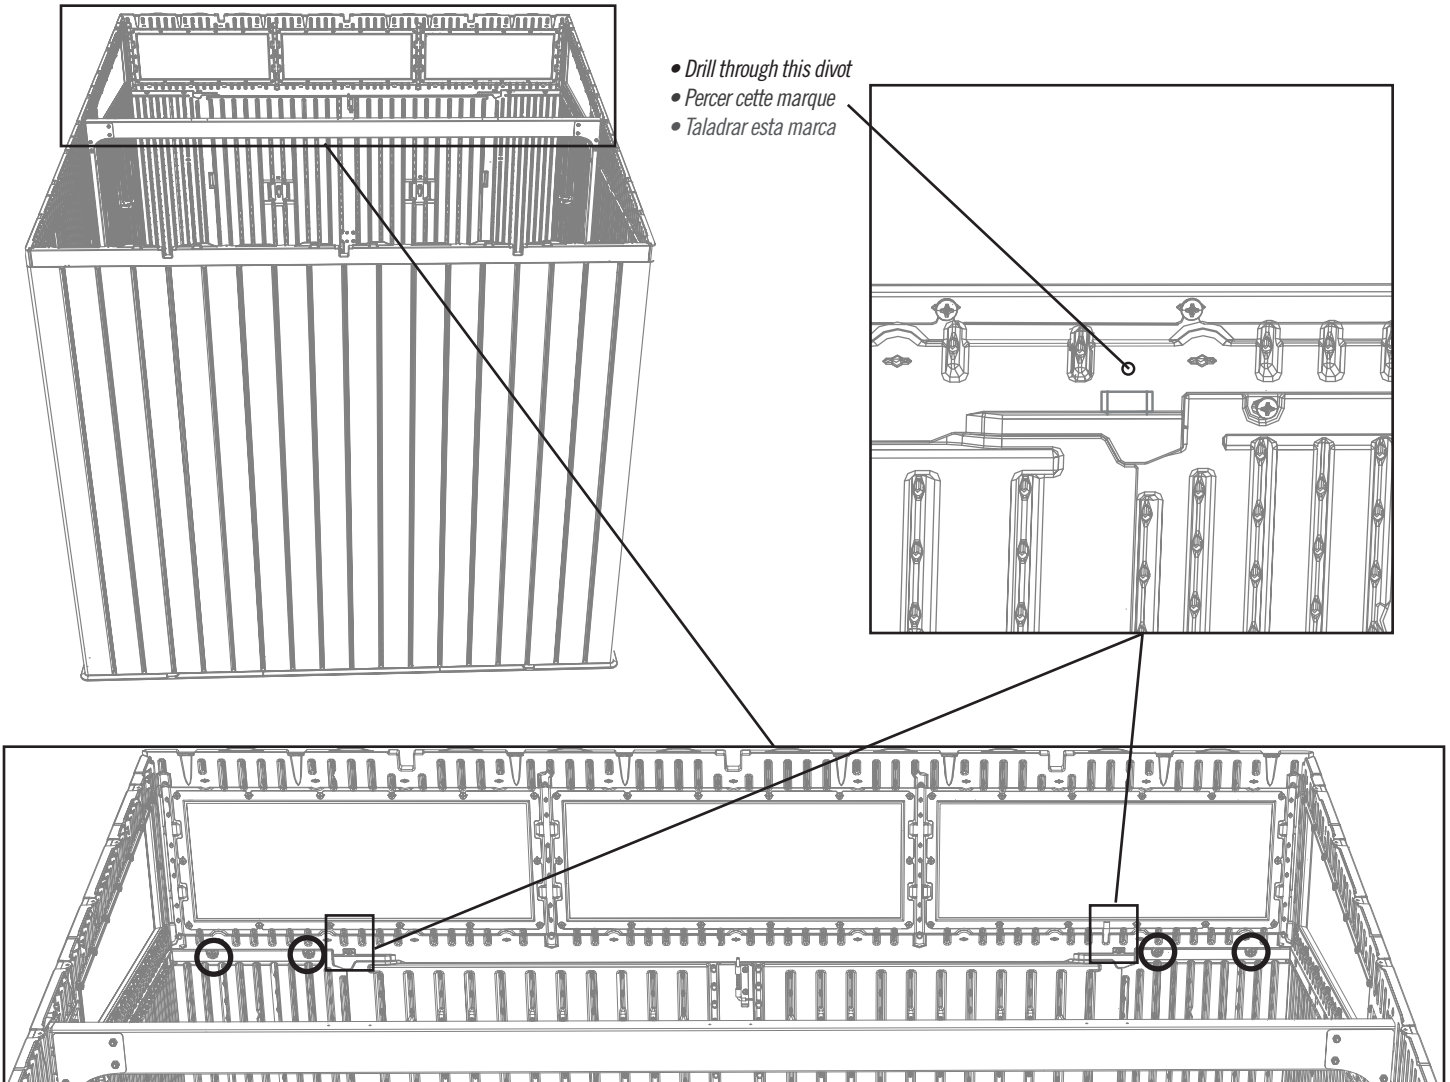 • Drill through this divot
• Percer cette marque
• Taladrar esta marca